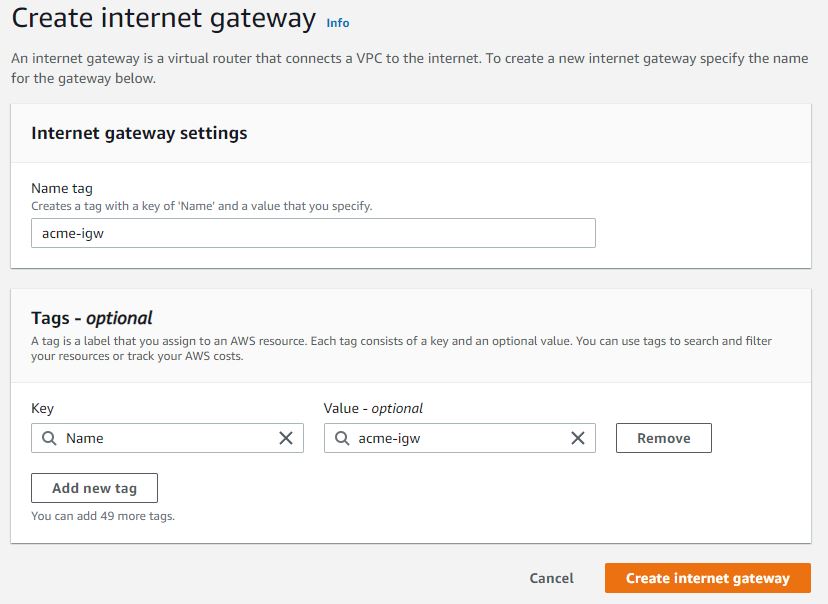 Create internet gateway Info
An internet gateway is a virtual router that connects a VPC to the internet. To create a new internet gateway specify the name
for the gateway below.
Internet gateway settings
Name tag
Creates a tag with a key of 'Name' and a value that you specify.
acme-igw
Tags - optional
A tag is a label that you assign to an AWS resource. Each tag consists of a key and an optional value. You can use tags to search and filter
your resources or track your AWS costs.
Key Value - optional
Name acme-igw Remove
Add new tag
You can add 49 more tags.
Cancel Create internet gateway